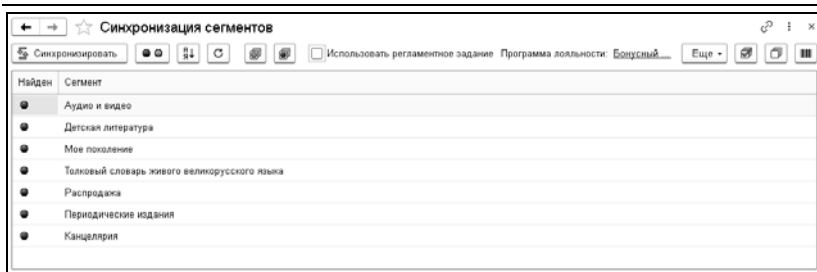 Синхронизация сегментов
Синхронизировать Использовать регламентное задание Программа лояльности: Бонусный .... Еще
Найден Сегмент
Аудио и видео
Детская литература
Мое поколение
Толковый словарь живого великорусского языка
Распродажа
Периодические издания
Канцелярия